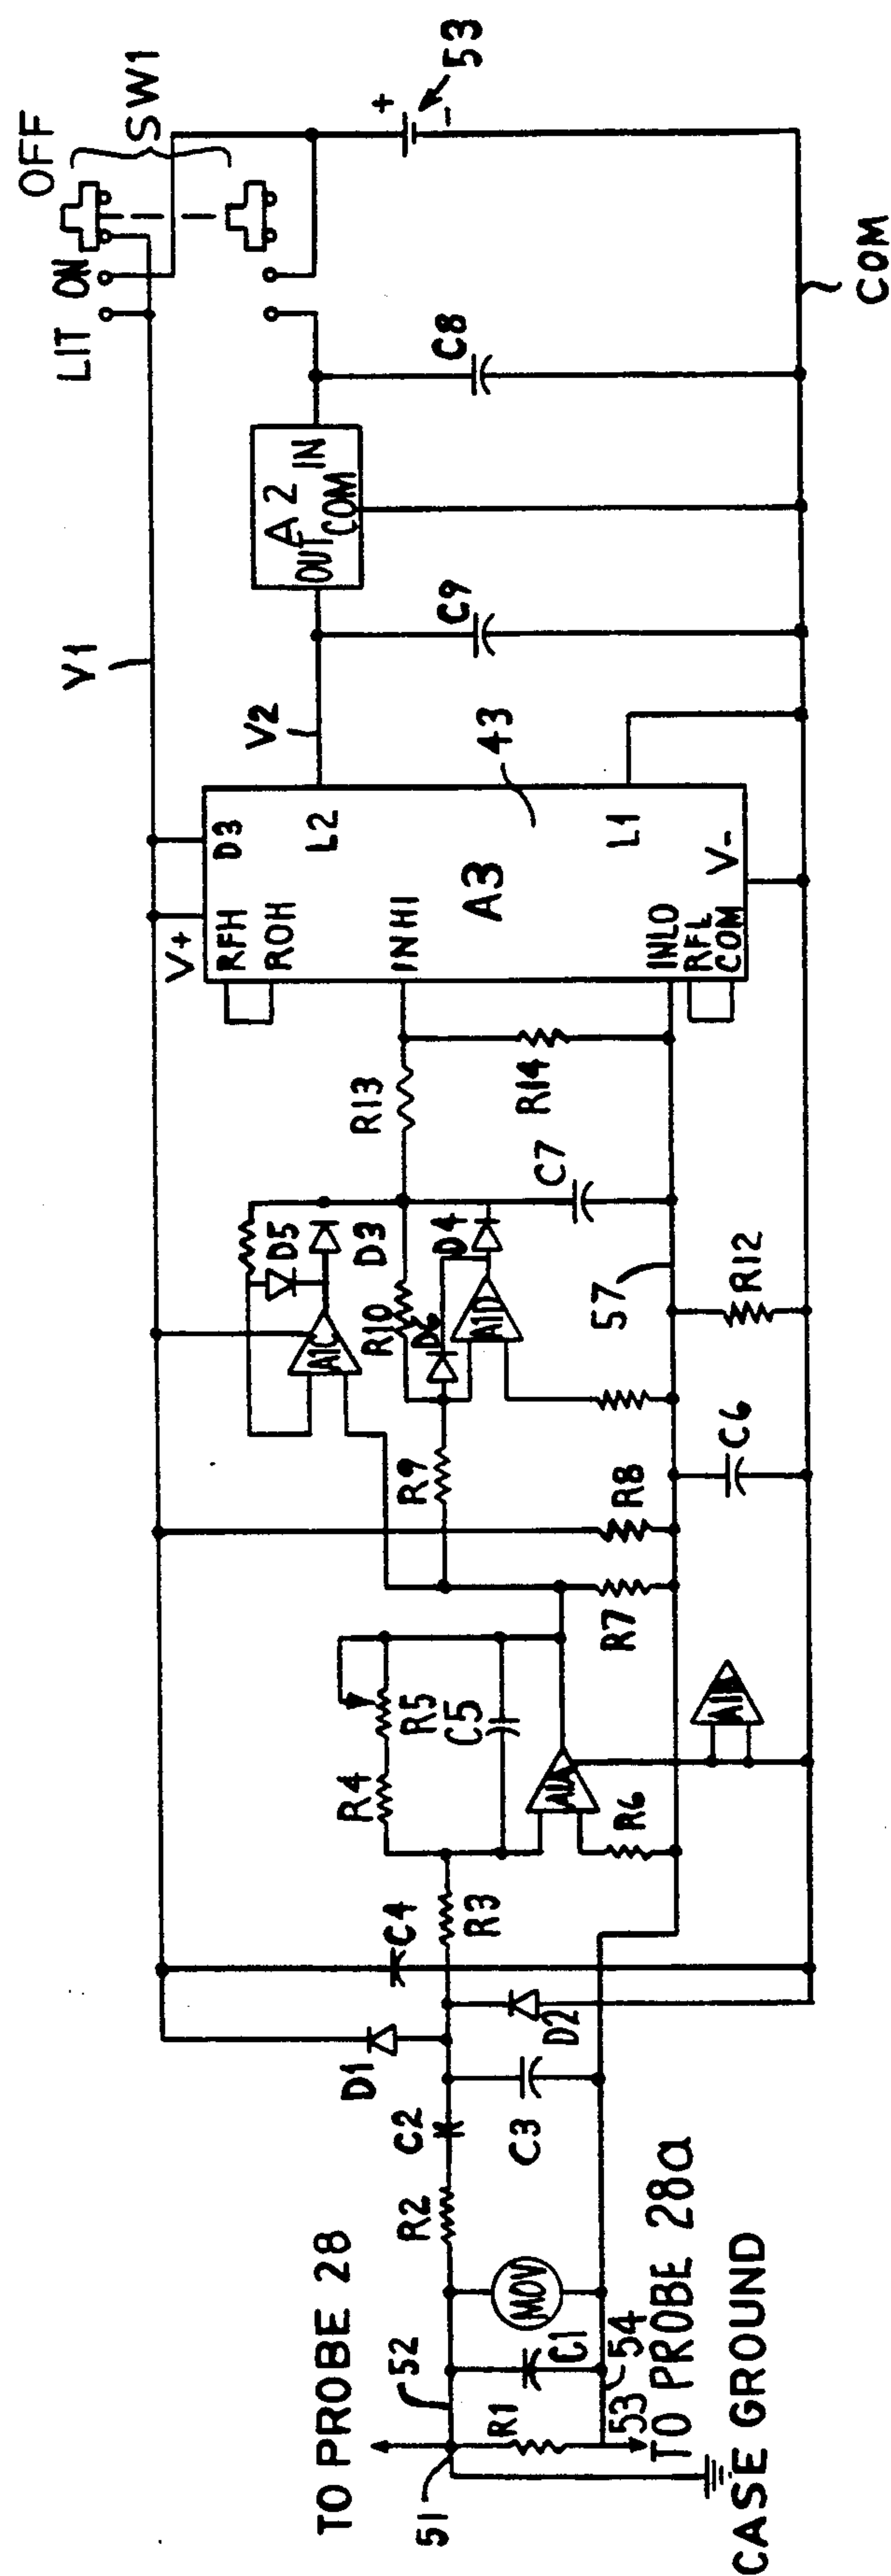 TO PROBE 28
51
52
R1
C1
MOV
53
54
TO PROBE 28a
CASE GROUND
R2
C2
C3
D1
D2
C4
R3
R4
R5
C5
A1A
R6
R7
R8
R9
A1B
C6
R10
D6
A1D
A1C
D5
D3
D4
57
R12
C7
R13
R14
V1
V+
RFH
ROH
D3
L2
INHI
A3
43
L1
INLO
RFL
COM
V-
V2
C9
A2
OUT
IN
COM
C8
LIT
ON
OFF
SW1
+
-
53
COM